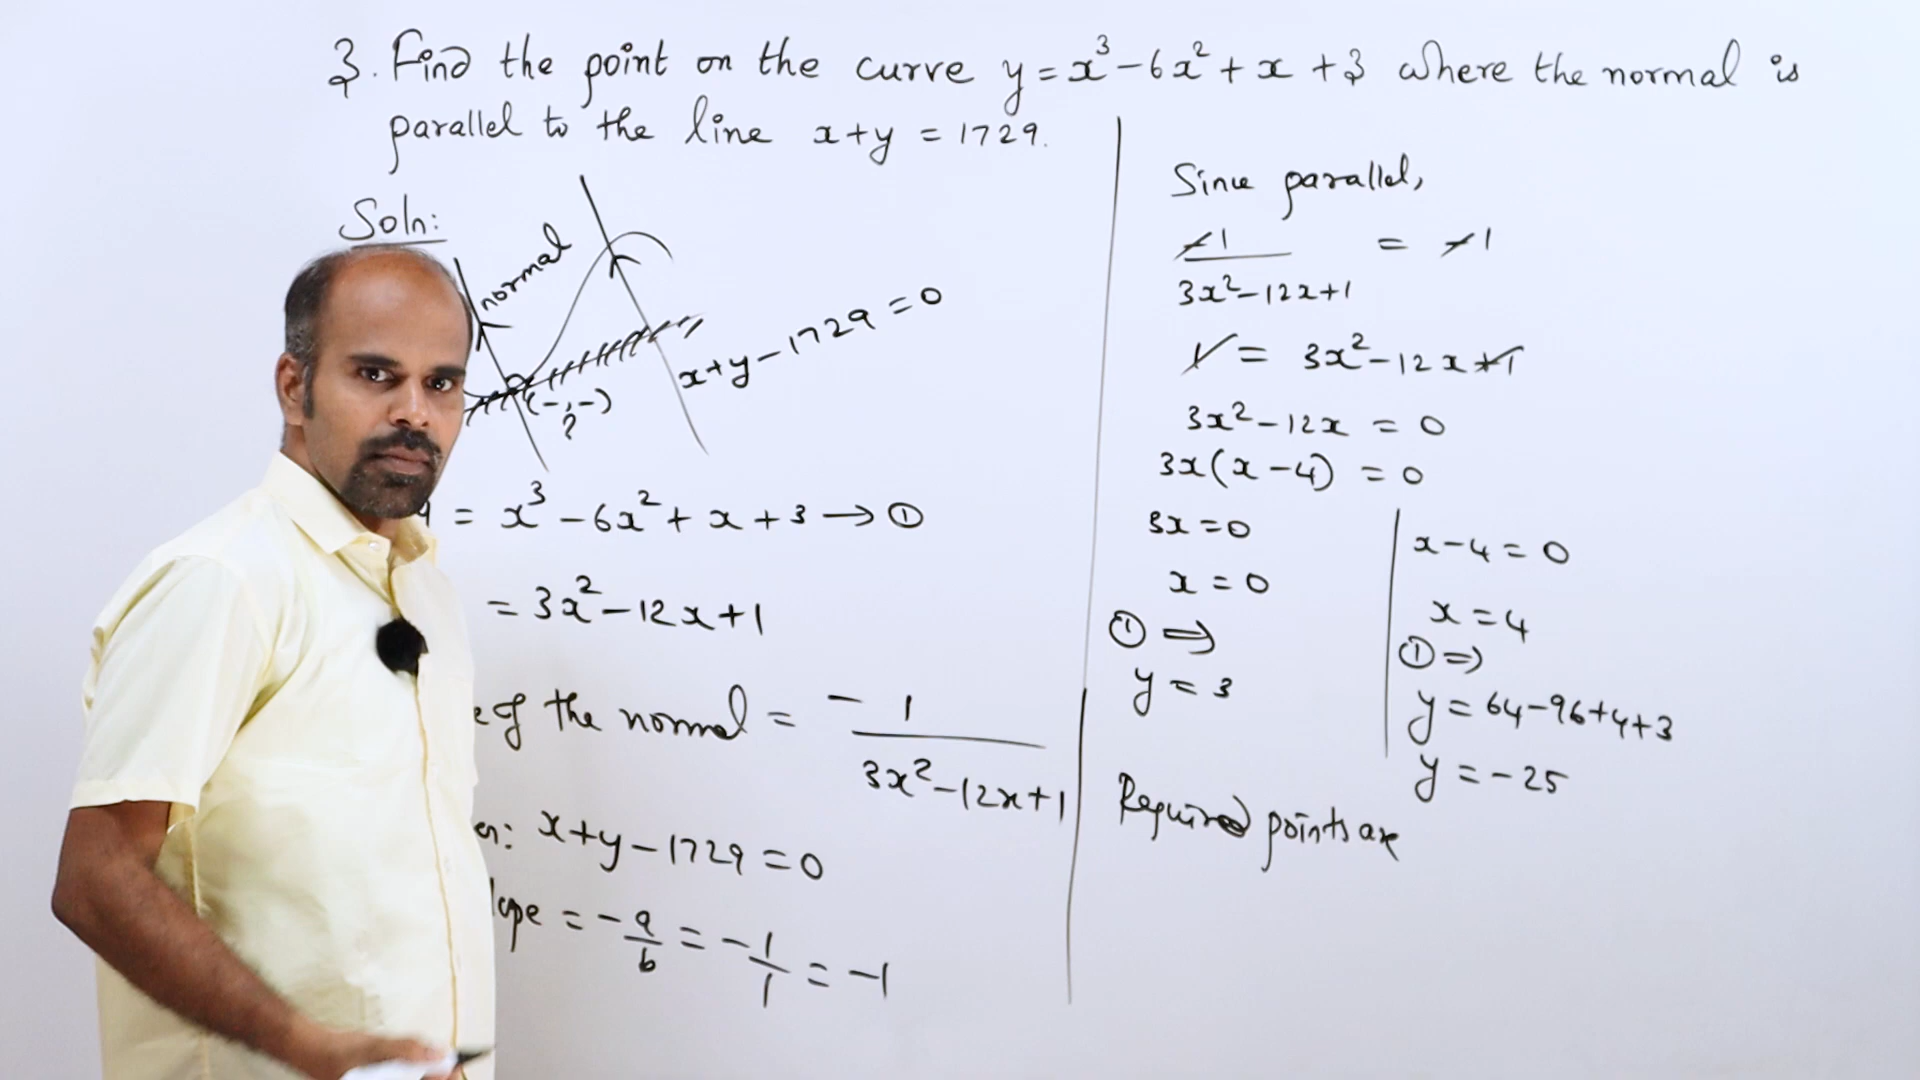 3. Find the point on the curve y = x³ - 6x² + x + 3 where the normal is
parallel to the line x+y = 1729.
Soln:
normal
x+y-1729=0
(-,-)
?
= x³ - 6x² + x + 3 → ①
= 3x² - 12x + 1
of the normal = - 1 / 3x² - 12x + 1
x+y-1729 = 0
= - a/b = - 1/1 = -1
Since parallel,
-1 / 3x² - 12x + 1 = -1
1 = 3x² - 12x + 1
3x² - 12x = 0
3x(x-4) = 0
3x = 0
x = 0
① ⇒
y = 3
x-4 = 0
x = 4
① ⇒
y = 64-96+4+3
y = -25
Required points are